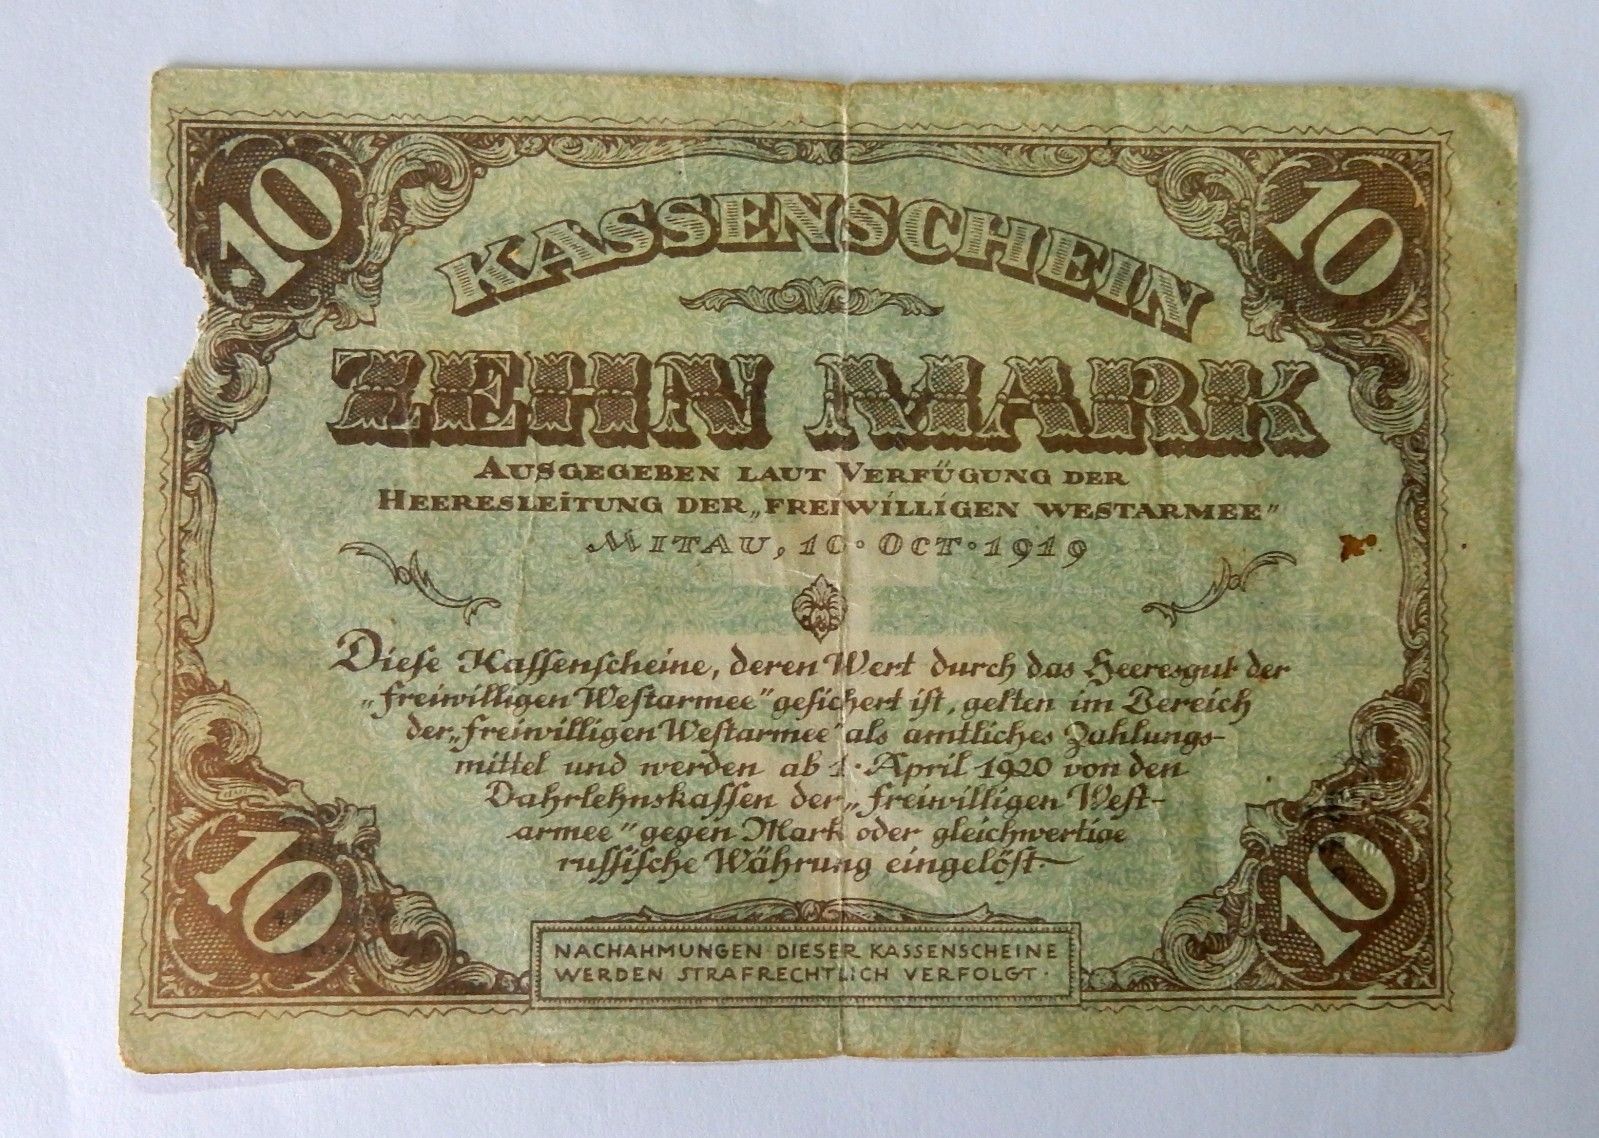 10 10
KASSENSCHEIN
ZEHN MARK
AUSGEGEBEN LAUT VERFÜGUNG DER
HEERESLEITUNG DER „FREIWILLIGEN WESTARMEE"
MITAU, 10 · OCT · 1919
Diese Kassenscheine, deren Wert durch das Heeresgut der
„Freiwilligen Westarmee" gesichert ist, gelten im Bereich
der „Freiwilligen Westarmee" als amtliches Zahlungs-
mittel und werden ab 1. April 1920 von den
Dahrlehnskassen der „Freiwilligen West-
armee" gegen Mark oder gleichwertige
russische Währung eingelöst.
10 10
NACHAHMUNGEN DIESER KASSENSCHEINE
WERDEN STRAFRECHTLICH VERFOLGT ·